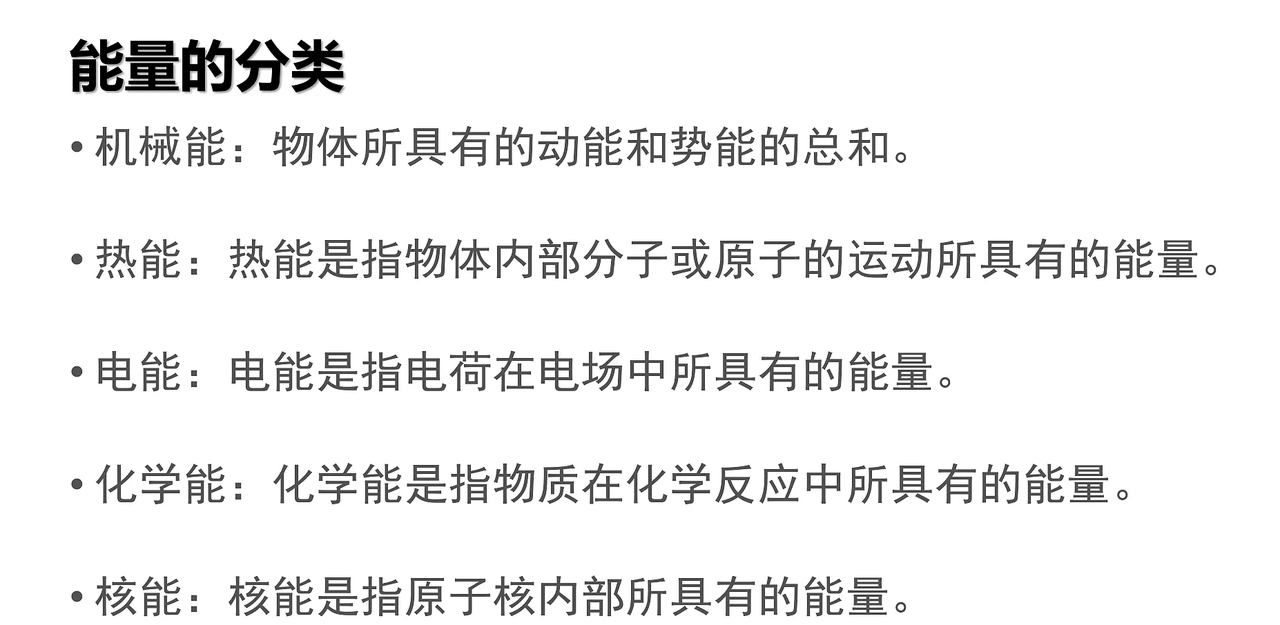 能量的分类
• 机械能：物体所具有的动能和势能的总和。
• 热能：热能是指物体内部分子或原子的运动所具有的能量。
• 电能：电能是指电荷在电场中所具有的能量。
• 化学能：化学能是指物质在化学反应中所具有的能量。
• 核能：核能是指原子核内部所具有的能量。